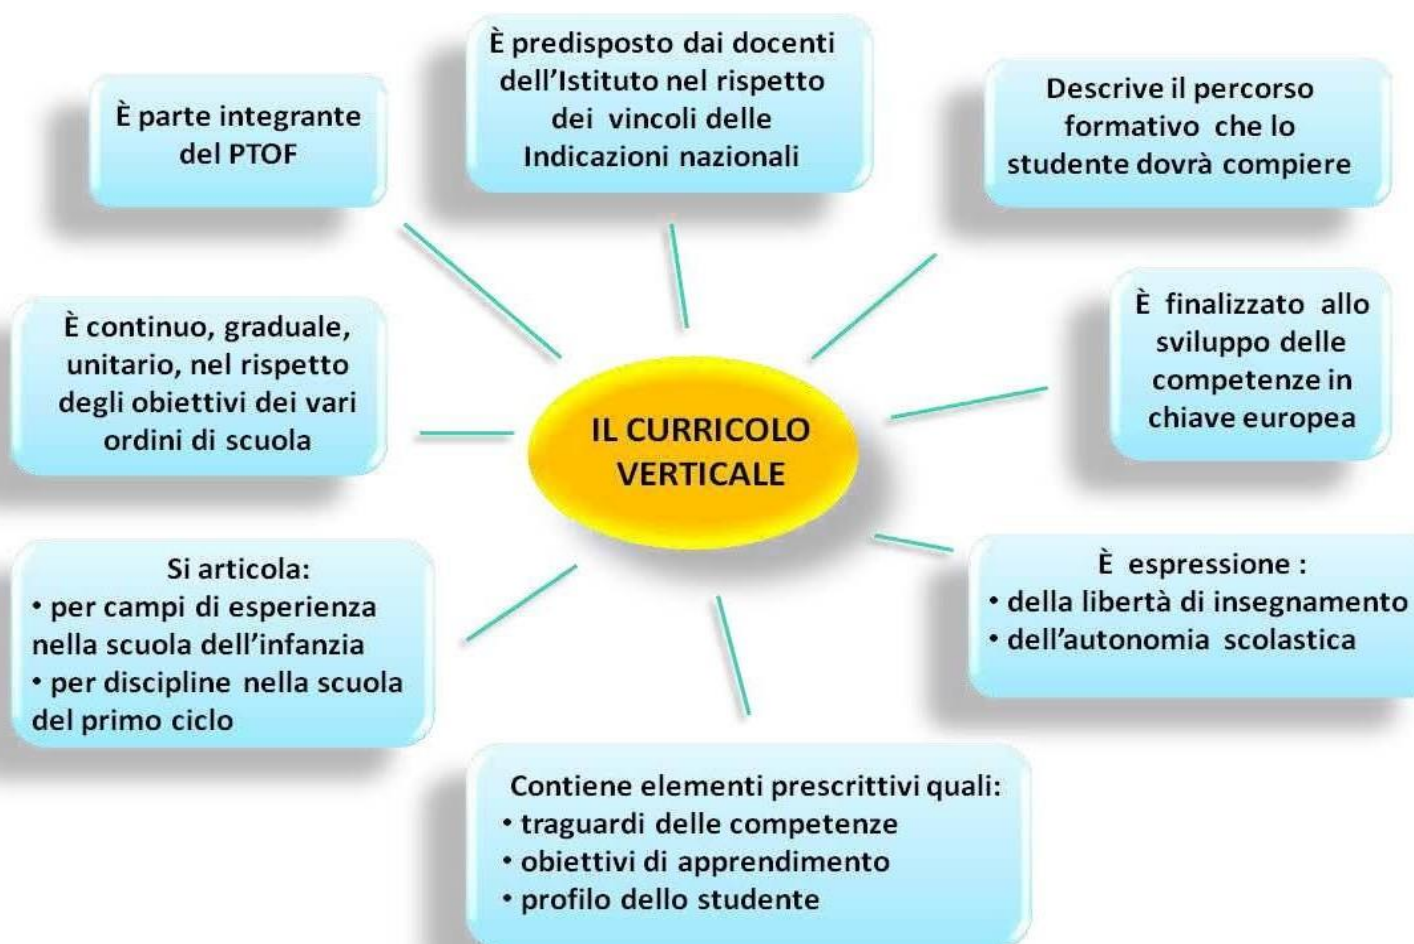 È parte integrante
del PTOF
È predisposto dai docenti
dell'Istituto nel rispetto
dei vincoli delle
Indicazioni nazionali
Descrive il percorso
formativo che lo
studente dovrà compiere
È continuo, graduale,
unitario, nel rispetto
degli obiettivi dei vari
ordini di scuola
IL CURRICOLO
VERTICALE
È finalizzato allo
sviluppo delle
competenze in
chiave europea
Si articola:
• per campi di esperienza
nella scuola dell'infanzia
• per discipline nella scuola
del primo ciclo
È espressione :
• della libertà di insegnamento
• dell'autonomia scolastica
Contiene elementi prescrittivi quali:
• traguardi delle competenze
• obiettivi di apprendimento
• profilo dello studente